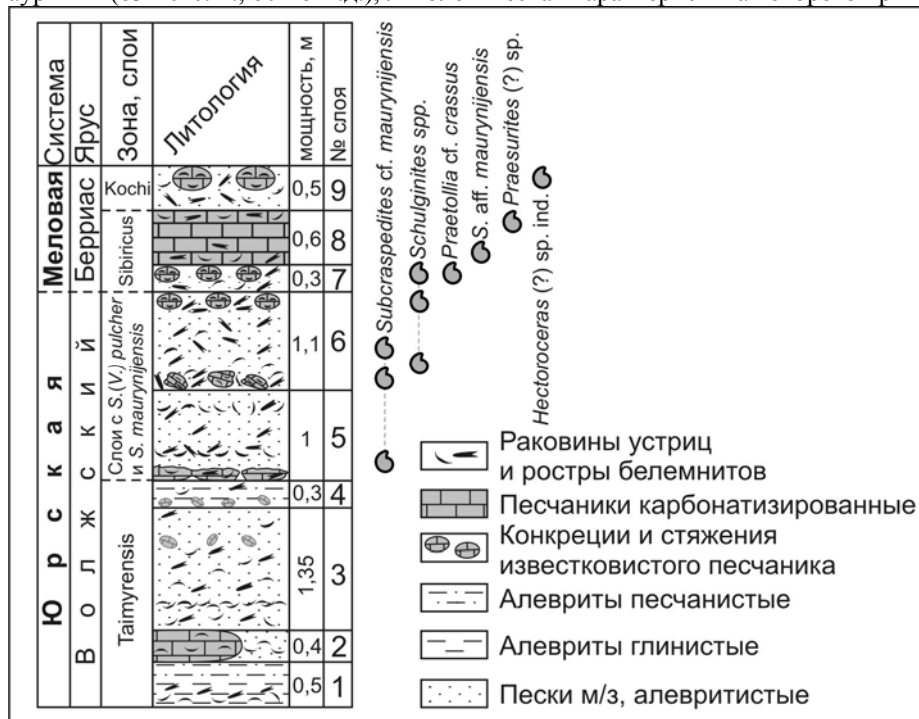 Система
Ярус
Зона, слои
Литология
мощность, м
№ слоя
Subcraspedites cf. maurynijensis
Schulginites spp.
Praetollia cf. crassus
S. aff. maurynijensis
Praesurites (?) sp.
Hectoroceras (?) sp. ind.
Меловая
Берриас
Kochi
0,5
9
Sibiricus
0,6
8
0,3
7
Юрская
Волжский
Слои с S.(V.) pulcher
и S. maurynijensis
1,1
6
1
5
Taimyrensis
0,3
4
1,35
3
0,4
2
0,5
1
Раковины устриц
и ростры белемнитов
Песчаники карбонатизированные
Конкреции и стяжения
известковистого песчаника
Алевриты песчанистые
Алевриты глинистые
Пески м/з, алевритистые